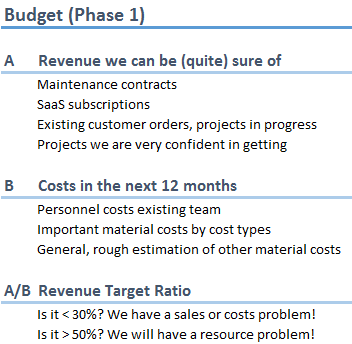 Budget (Phase 1)
A Revenue we can be (quite) sure of
Maintenance contracts
SaaS subscriptions
Existing customer orders, projects in progress
Projects we are very confident in getting
B Costs in the next 12 months
Personnel costs existing team
Important material costs by cost types
General, rough estimation of other material costs
A/B Revenue Target Ratio
Is it < 30%? We have a sales or costs problem!
Is it > 50%? We will have a resource problem!